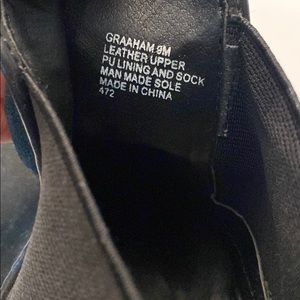 GRAAHAM 9M
LEATHER UPPER
PU LINING AND SOCK
MAN MADE SOLE
MADE IN CHINA
472